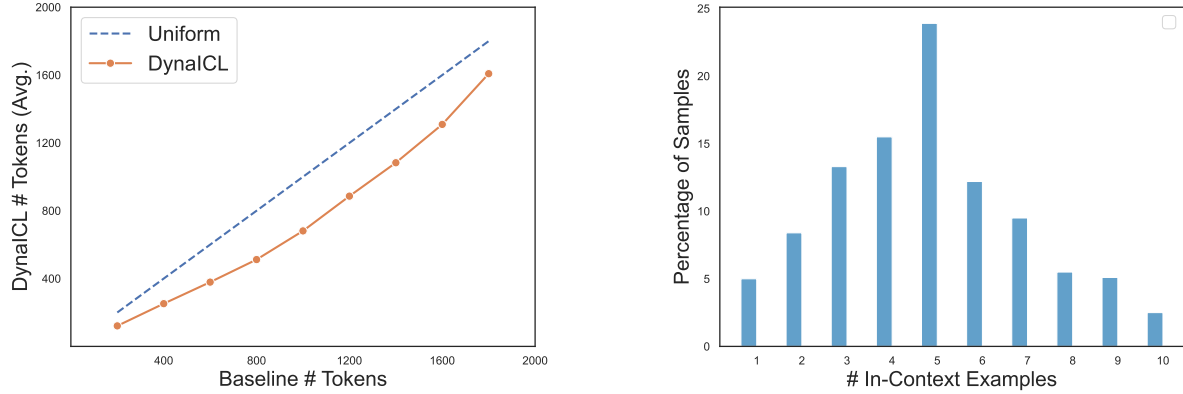 2000
1600
1200
800
400
DynaICL # Tokens (Avg.)
Uniform
DynaICL
400 800 1200 1600 2000
Baseline # Tokens
25
20
15
10
5
0
Percentage of Samples
1 2 3 4 5 6 7 8 9 10
# In-Context Examples